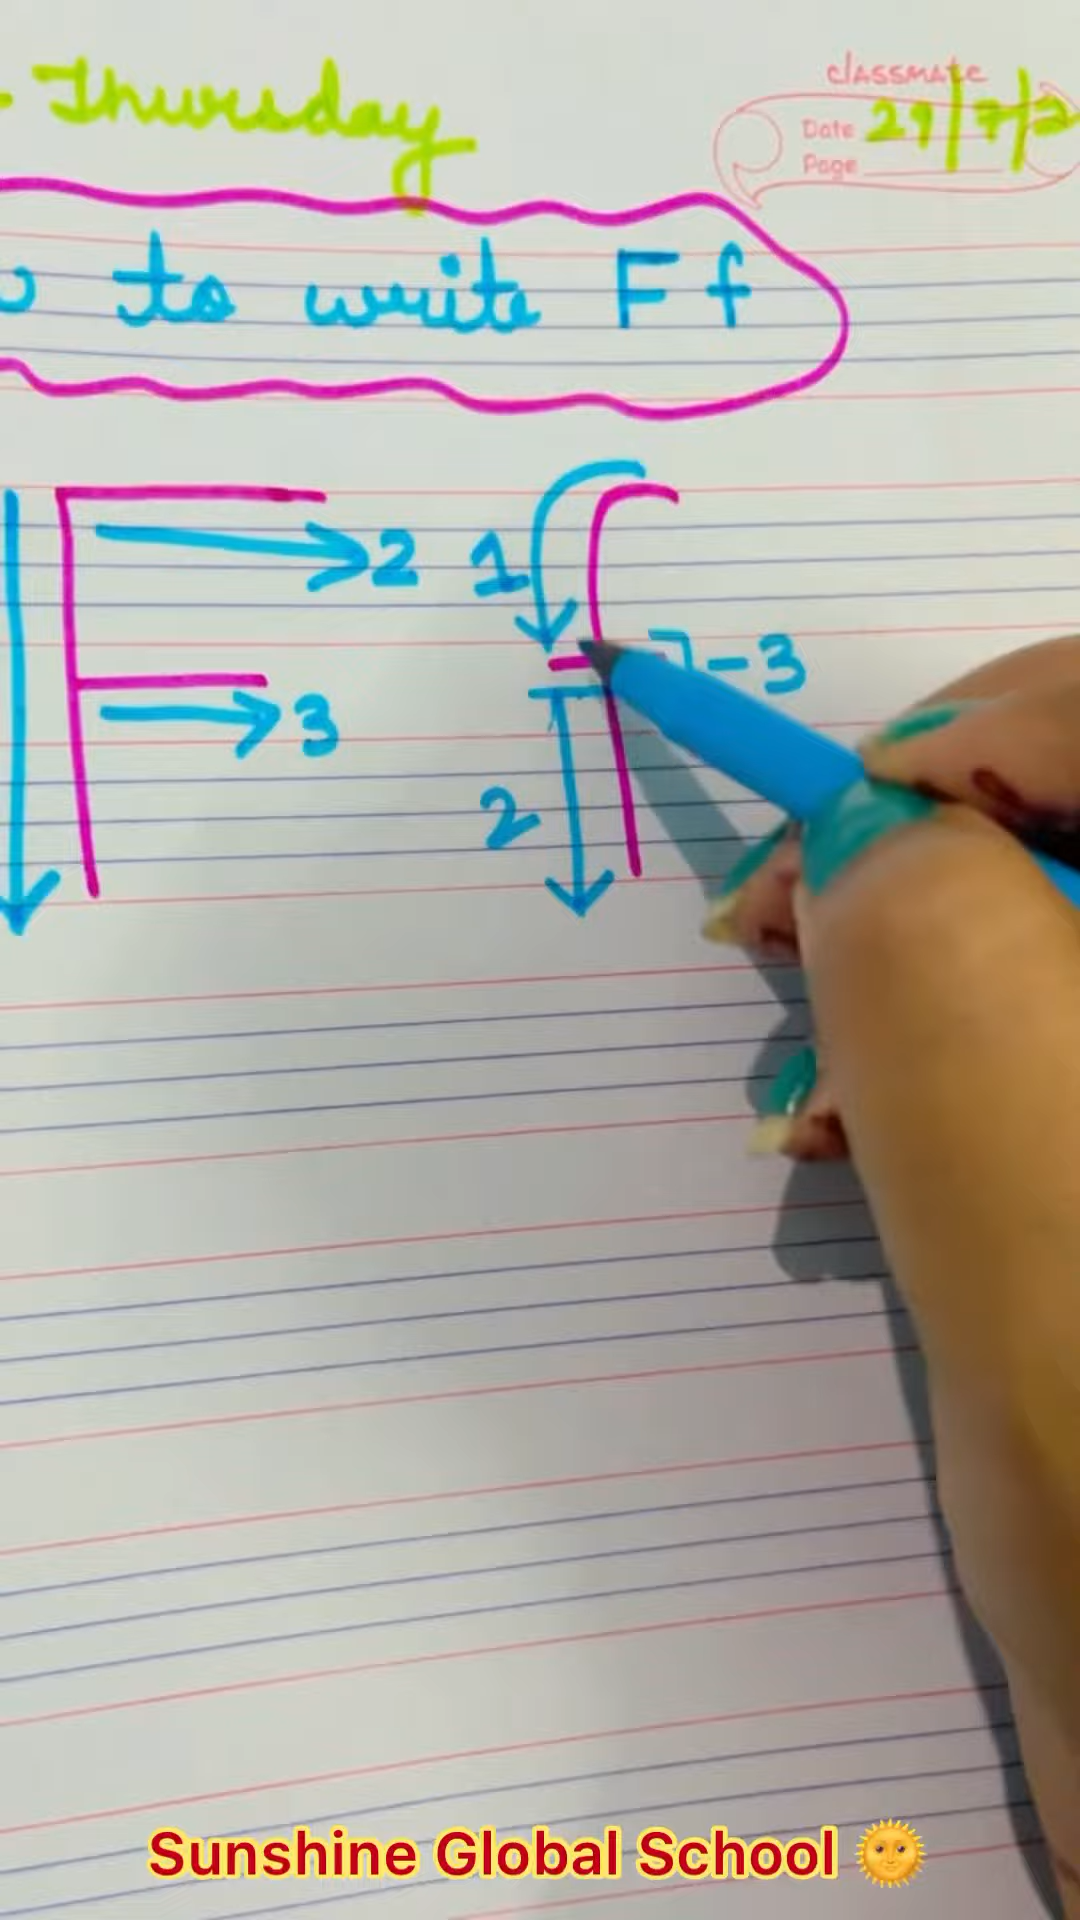 Thursday
classmate
Date 29/7/2
Page
to write F f
2 1
3
3
2
Sunshine Global School 🌞